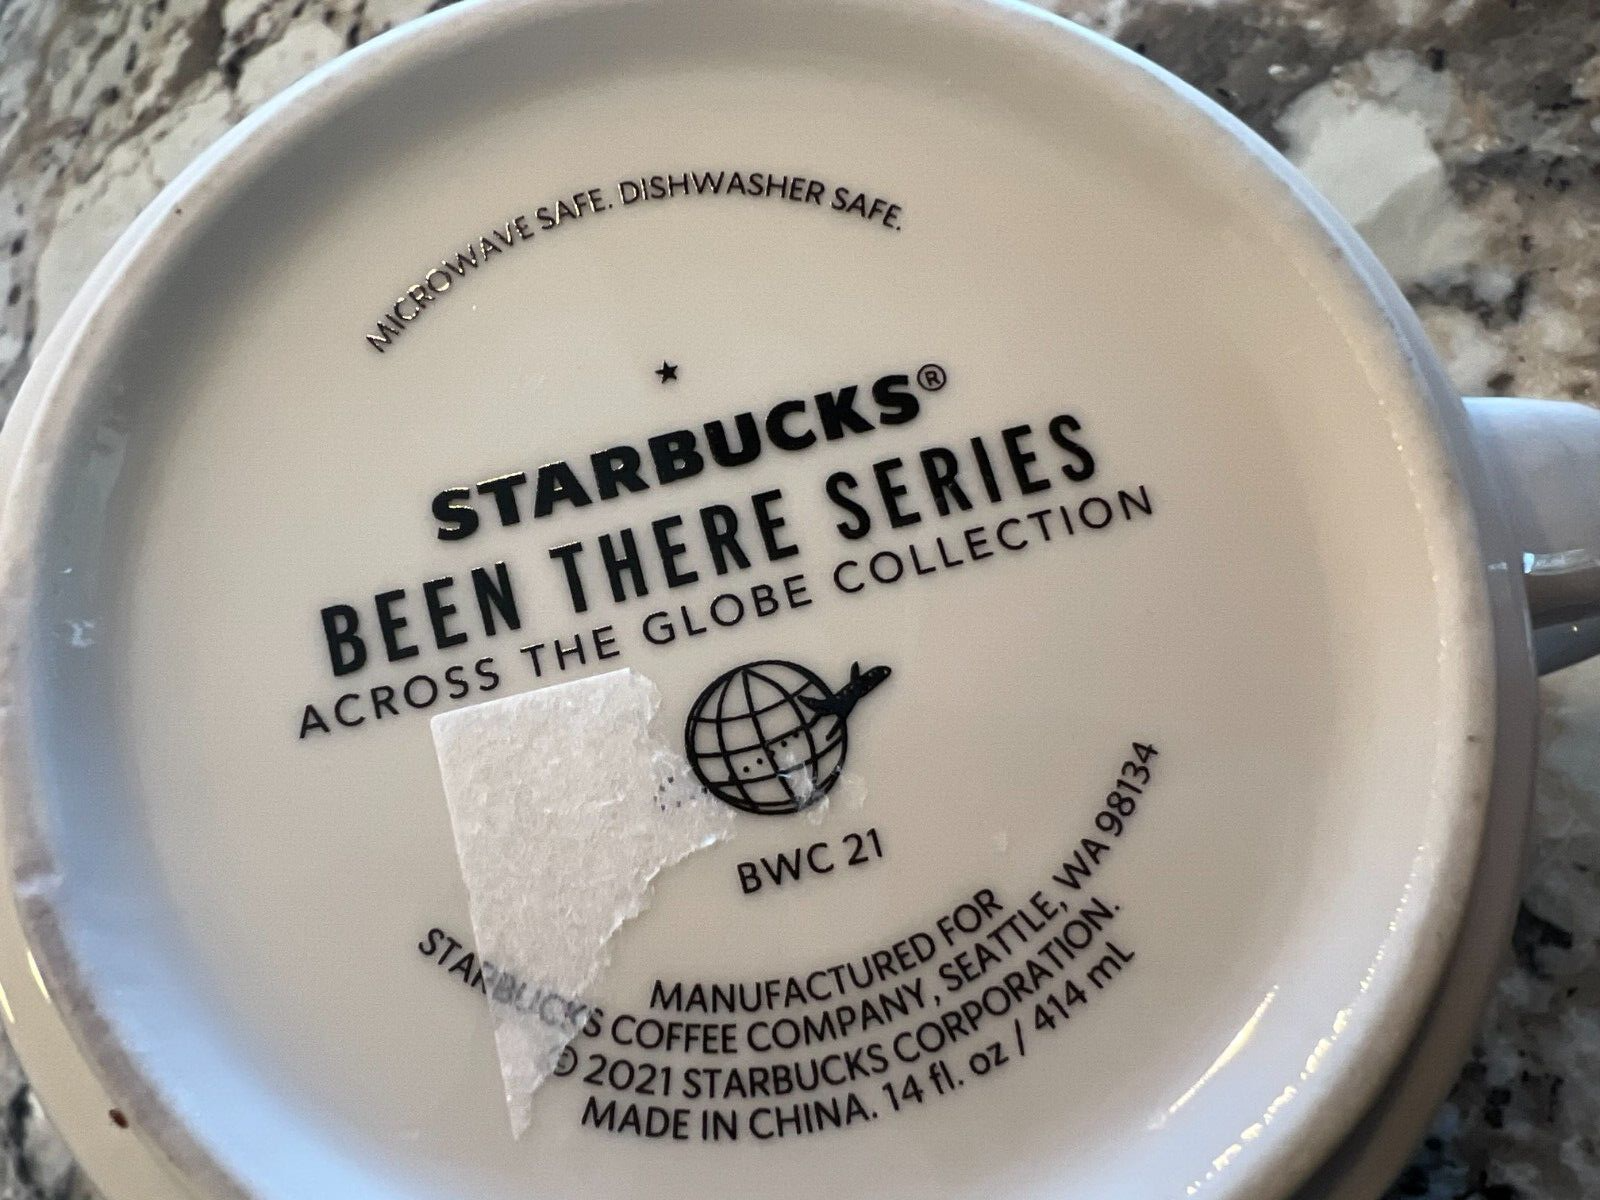 MICROWAVE SAFE. DISHWASHER SAFE.
STARBUCKS®
BEEN THERE SERIES
ACROSS THE GLOBE COLLECTION
BWC 21
MANUFACTURED FOR
STARBUCKS COFFEE COMPANY, SEATTLE, WA 98134
© 2021 STARBUCKS CORPORATION.
MADE IN CHINA. 14 fl. oz / 414 mL